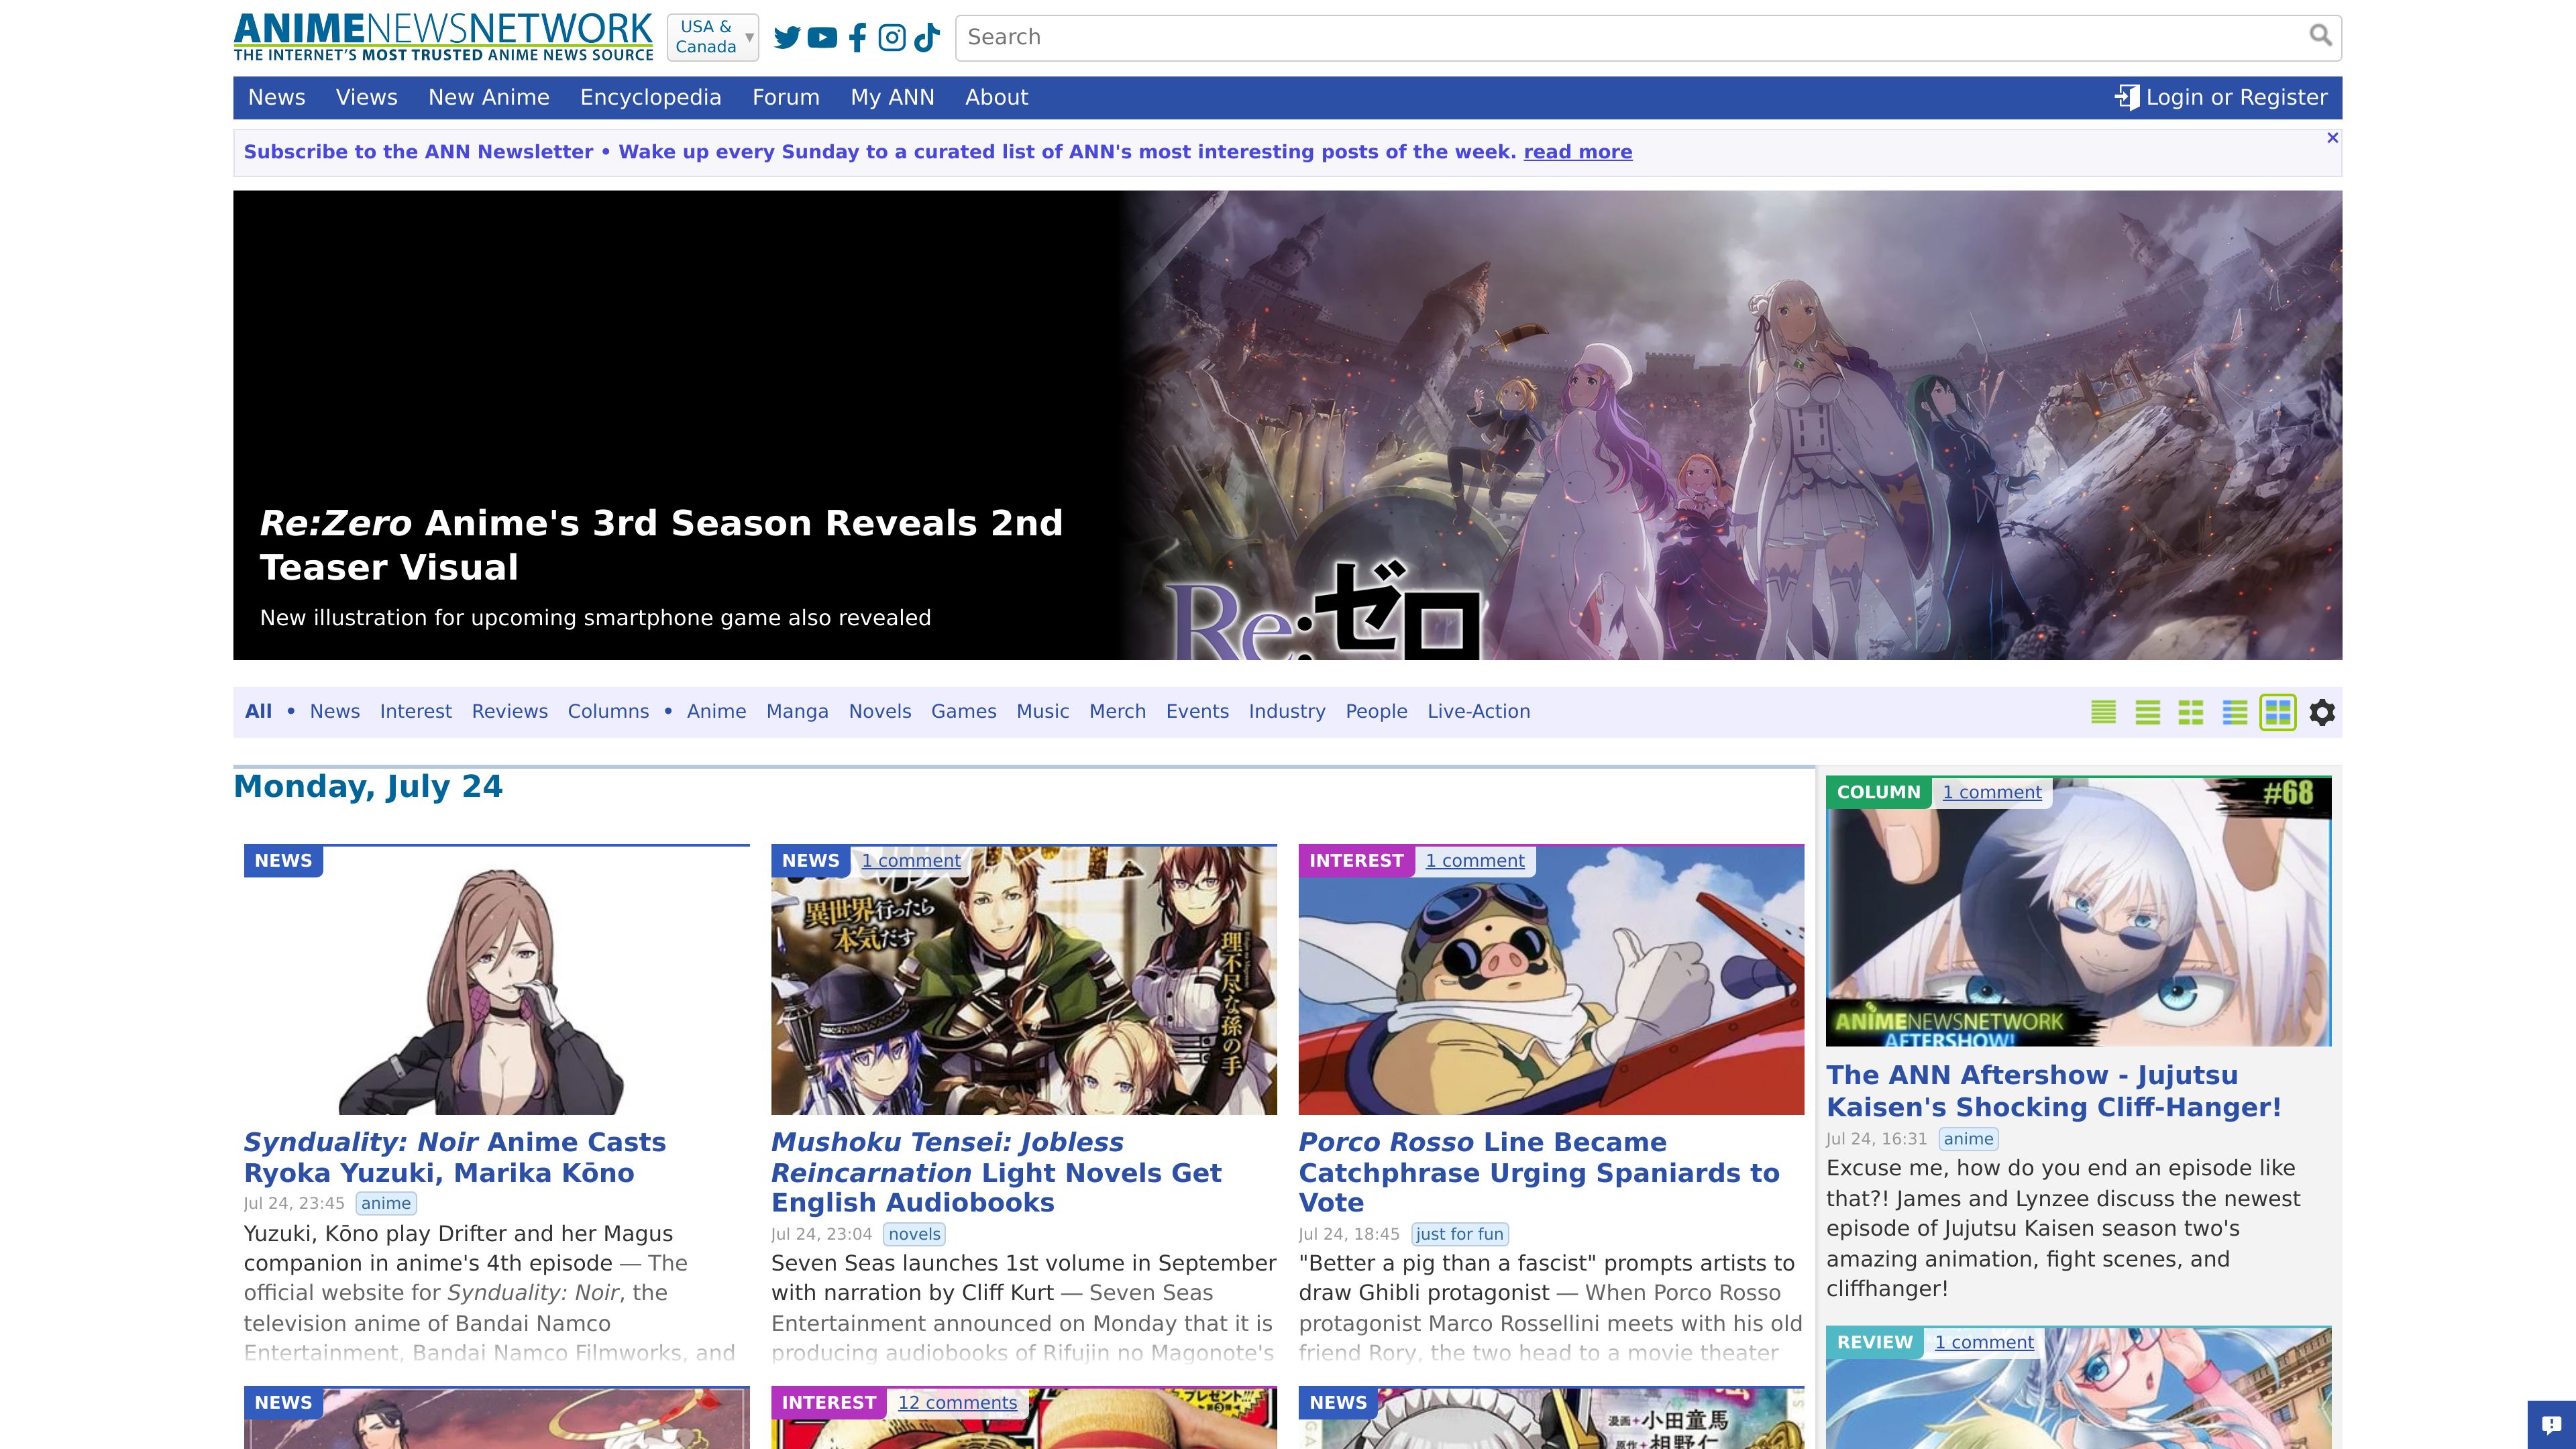 ANIMENEWSNETWORK
THE INTERNET'S MOST TRUSTED ANIME NEWS SOURCE
USA &
Canada
Search
News Views New Anime Encyclopedia Forum My ANN About Login or Register
Subscribe to the ANN Newsletter • Wake up every Sunday to a curated list of ANN's most interesting posts of the week. read more
Re:Zero Anime's 3rd Season Reveals 2nd
Teaser Visual
New illustration for upcoming smartphone game also revealed
Re:ゼロ
All • News Interest Reviews Columns • Anime Manga Novels Games Music Merch Events Industry People Live-Action
Monday, July 24
NEWS
Synduality: Noir Anime Casts
Ryoka Yuzuki, Marika Kōno
Jul 24, 23:45 anime
Yuzuki, Kōno play Drifter and her Magus
companion in anime's 4th episode — The
official website for Synduality: Noir, the
television anime of Bandai Namco
Entertainment, Bandai Namco Filmworks, and
NEWS 1 comment
異世界行ったら
本気だす
理不尽な孫の手
Mushoku Tensei: Jobless
Reincarnation Light Novels Get
English Audiobooks
Jul 24, 23:04 novels
Seven Seas launches 1st volume in September
with narration by Cliff Kurt — Seven Seas
Entertainment announced on Monday that it is
producing audiobooks of Rifujin no Magonote's
INTEREST 1 comment
Porco Rosso Line Became
Catchphrase Urging Spaniards to
Vote
Jul 24, 18:45 just for fun
"Better a pig than a fascist" prompts artists to
draw Ghibli protagonist — When Porco Rosso
protagonist Marco Rossellini meets with his old
friend Rory, the two head to a movie theater
COLUMN 1 comment
#68
ANIMENEWSNETWORK
AFTERSHOW!
The ANN Aftershow - Jujutsu
Kaisen's Shocking Cliff-Hanger!
Jul 24, 16:31 anime
Excuse me, how do you end an episode like
that?! James and Lynzee discuss the newest
episode of Jujutsu Kaisen season two's
amazing animation, fight scenes, and
cliffhanger!
REVIEW 1 comment
NEWS
INTEREST 12 comments
プレゼント!!
NEWS
漫画・小田童馬
原作・相野仁